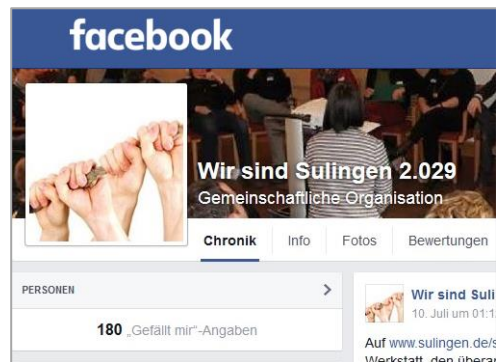 facebook
Wir sind Sulingen 2.029
Gemeinschaftliche Organisation
Chronik Info Fotos Bewertungen
PERSONEN
180 „Gefällt mir“-Angaben
Wir sind Suli
10. Juli um 01:1
Auf www.sulingen.de/s
Werkstatt, den überar